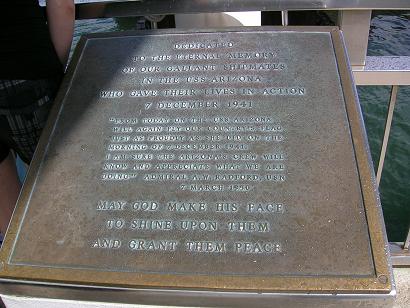 DEDICATED
TO THE ETERNAL MEMORY
OF OUR GALLANT SHIPMATES
IN THE USS ARIZONA
WHO GAVE THEIR LIVES IN ACTION
7 DECEMBER 1941
"FROM TODAY ON THE USS ARIZONA
WILL AGAIN FLY OUR COUNTRY'S FLAG
JUST AS PROUDLY AS SHE DID ON THE
MORNING OF 7 DECEMBER 1941.
I AM SURE THE ARIZONA'S CREW WILL
KNOW AND APPRECIATE WHAT WE ARE
DOING" ADMIRAL A.W. RADFORD, USN
7 MARCH 1950
MAY GOD MAKE HIS FACE
TO SHINE UPON THEM
AND GRANT THEM PEACE